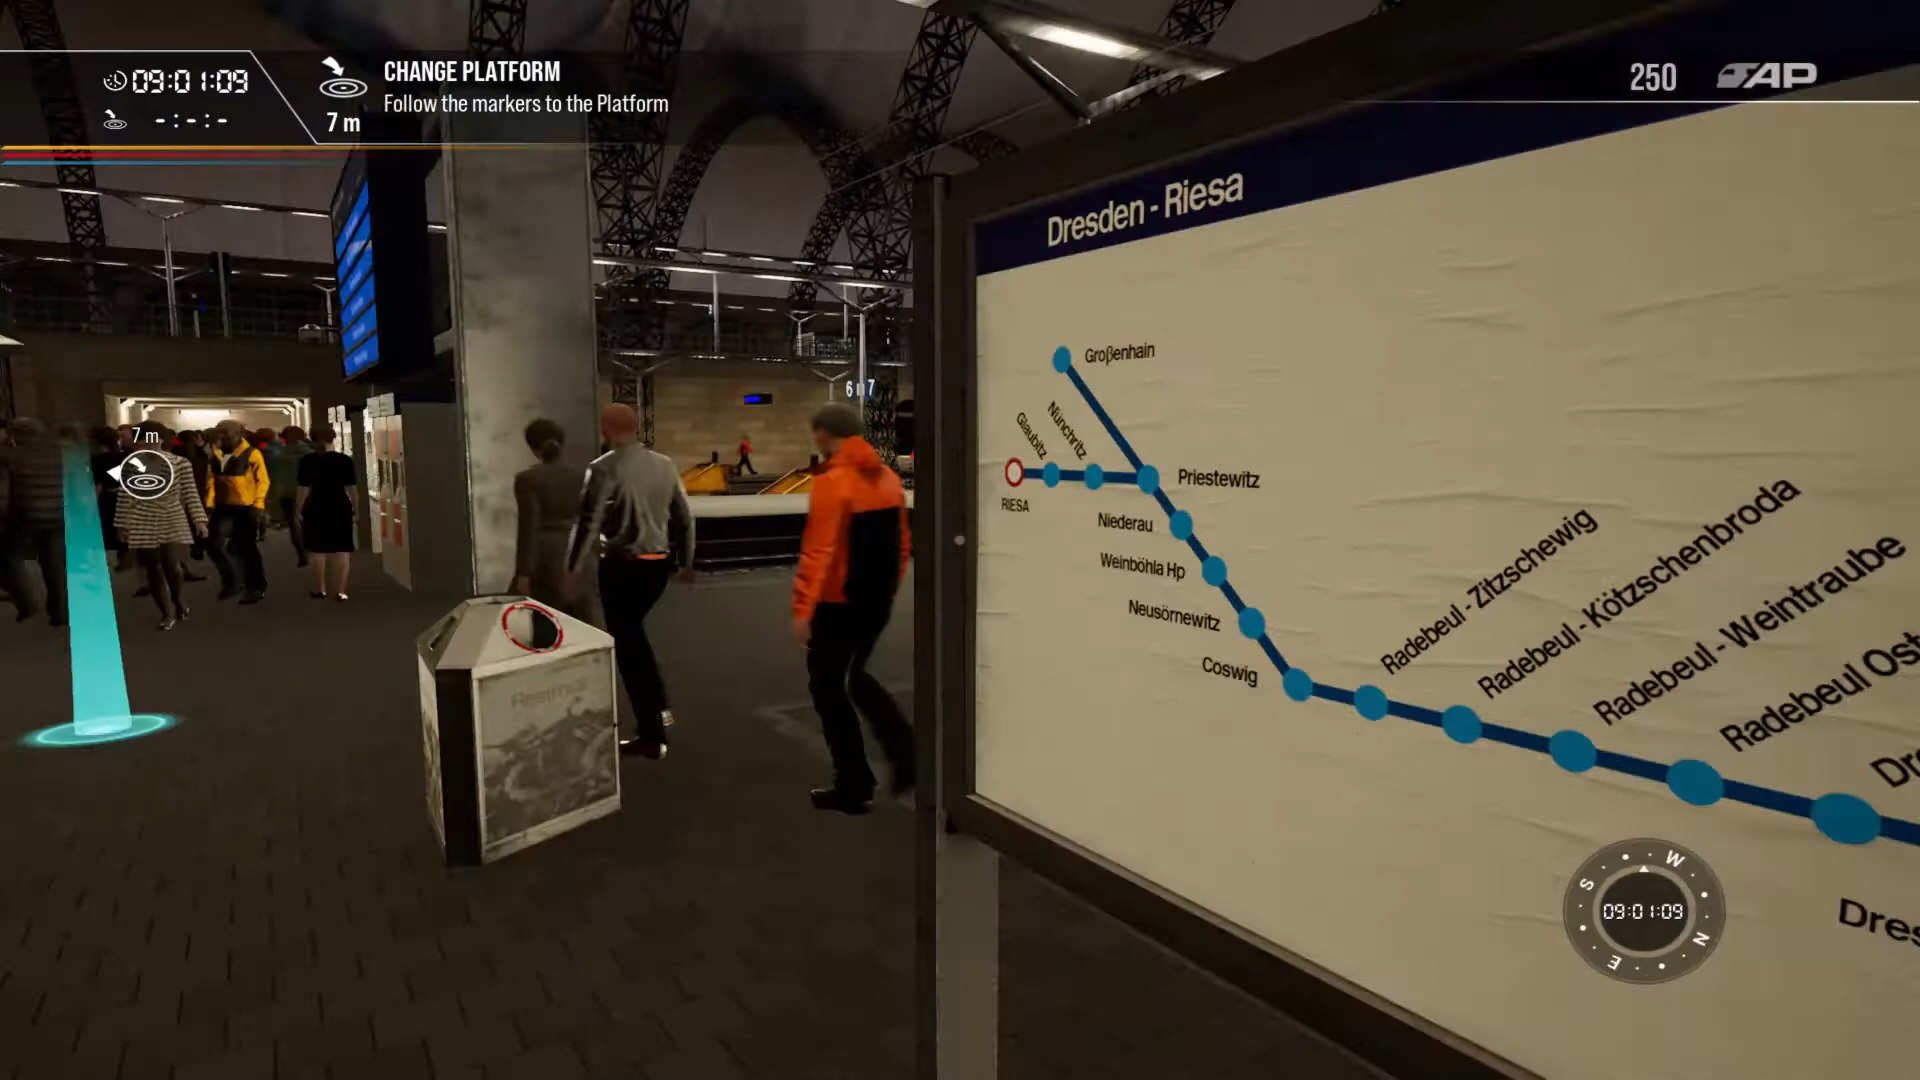 09:01:09
- : - : -
CHANGE PLATFORM
Follow the markers to the Platform
7 m
250 AP
Dresden - Riesa
Großenhain
Glaubitz
Nünchritz
RIESA
Priestewitz
Niederau
Weinböhla Hp
Neusörnewitz
Coswig
Radebeul - Zitzschewig
Radebeul - Kötzschenbroda
Radebeul - Weintraube
Radebeul Ost
Dre
Dres
7 m
W
S
N
E
09:01:09